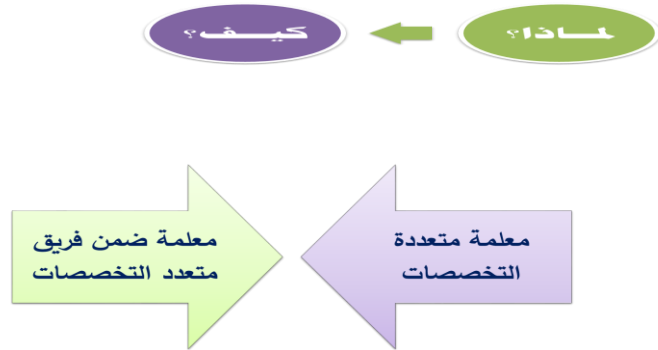 لماذا؟
كيف؟
معلمة متعددة
التخصصات
معلمة ضمن فريق
متعدد التخصصات